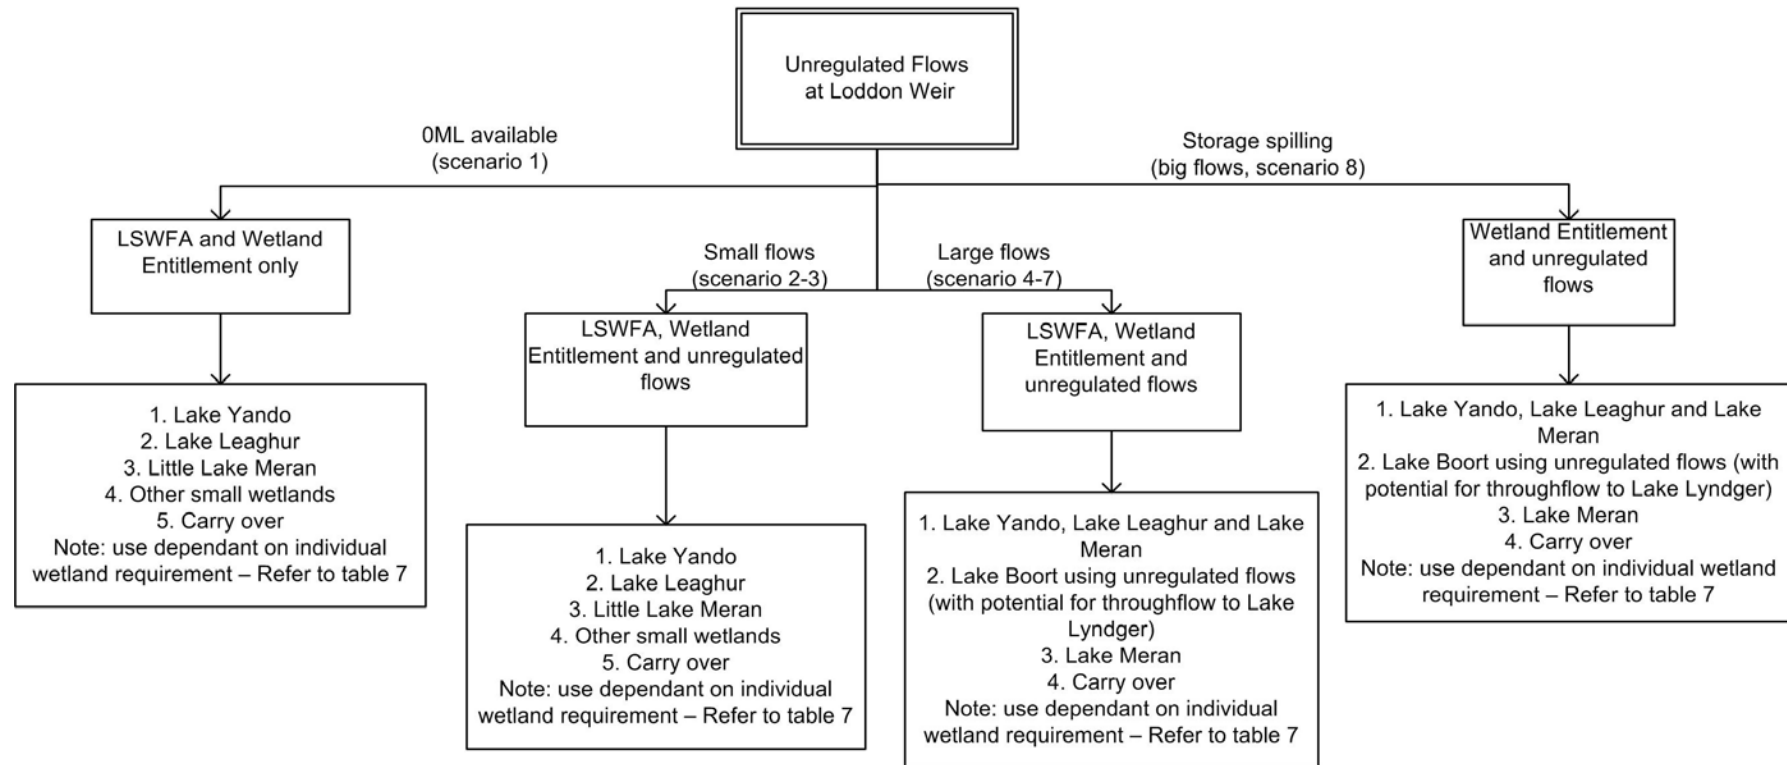 Unregulated Flows
at Loddon Weir
0ML available
(scenario 1)
Storage spilling
(big flows, scenario 8)
Small flows
(scenario 2-3)
Large flows
(scenario 4-7)
LSWFA and Wetland
Entitlement only
LSWFA, Wetland
Entitlement and unregulated
flows
LSWFA, Wetland
Entitlement and
unregulated flows
Wetland Entitlement
and unregulated
flows
1. Lake Yando
2. Lake Leaghur
3. Little Lake Meran
4. Other small wetlands
5. Carry over
Note: use dependant on individual
wetland requirement – Refer to table 7
1. Lake Yando
2. Lake Leaghur
3. Little Lake Meran
4. Other small wetlands
5. Carry over
Note: use dependant on individual
wetland requirement – Refer to table 7
1. Lake Yando, Lake Leaghur and Lake
Meran
2. Lake Boort using unregulated flows
(with potential for throughflow to Lake
Lyndger)
3. Lake Meran
4. Carry over
Note: use dependant on individual
wetland requirement – Refer to table 7
1. Lake Yando, Lake Leaghur and Lake
Meran
2. Lake Boort using unregulated flows (with
potential for throughflow to Lake Lyndger)
3. Lake Meran
4. Carry over
Note: use dependant on individual wetland
requirement – Refer to table 7